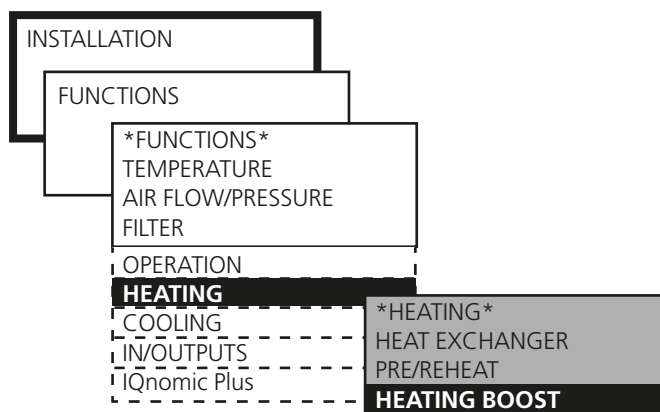 INSTALLATION
FUNCTIONS
*FUNCTIONS*
TEMPERATURE
AIR FLOW/PRESSURE
FILTER
OPERATION
HEATING
COOLING
IN/OUTPUTS
IQnomic Plus
*HEATING*
HEAT EXCHANGER
PRE/REHEAT
HEATING BOOST